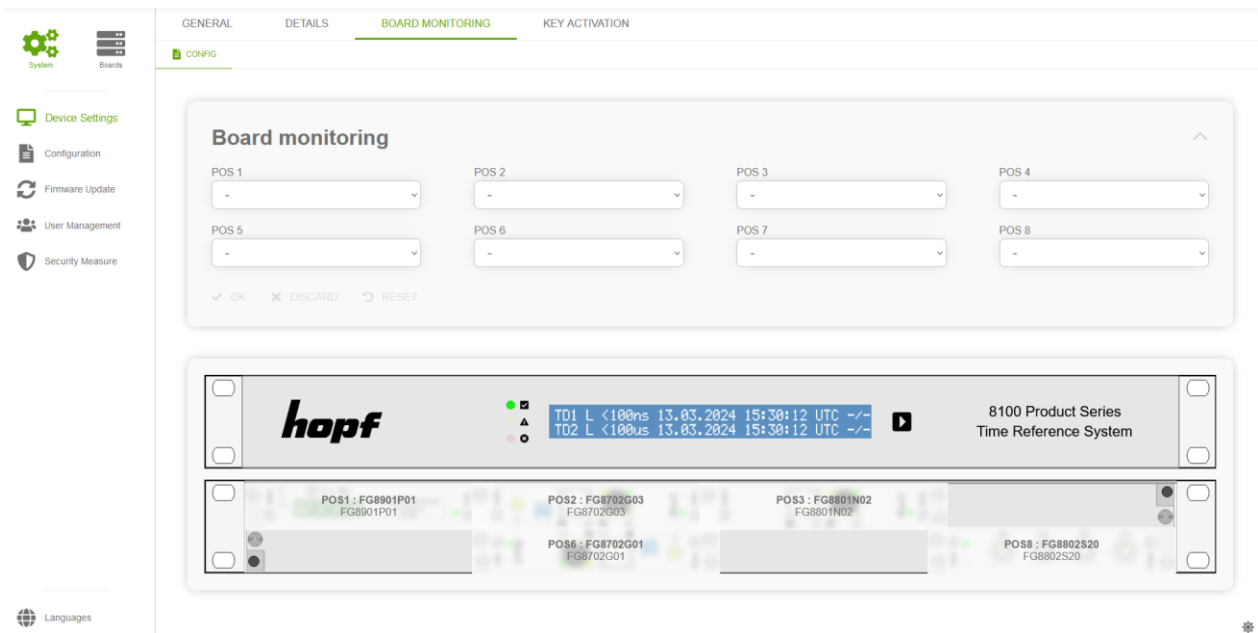 GENERAL DETAILS BOARD MONITORING KEY ACTIVATION
CONFIG
System Boards
Device Settings
Configuration
Firmware Update
User Management
Security Measure
Languages
Board monitoring
POS 1 POS 2 POS 3 POS 4
- - - -
POS 5 POS 6 POS 7 POS 8
- - - -
OK DISCARD RESET
hopf
TD1 L <100ns 13.03.2024 15:30:12 UTC -/-
TD2 L <100us 13.03.2024 15:30:12 UTC -/-
8100 Product Series
Time Reference System
POS1 : FG8901P01 POS2 : FG8702G03 POS3 : FG8801N02
FG8901P01 FG8702G03 FG8801N02
POS6 : FG8702G01 POS8 : FG8802S20
FG8702G01 FG8802S20